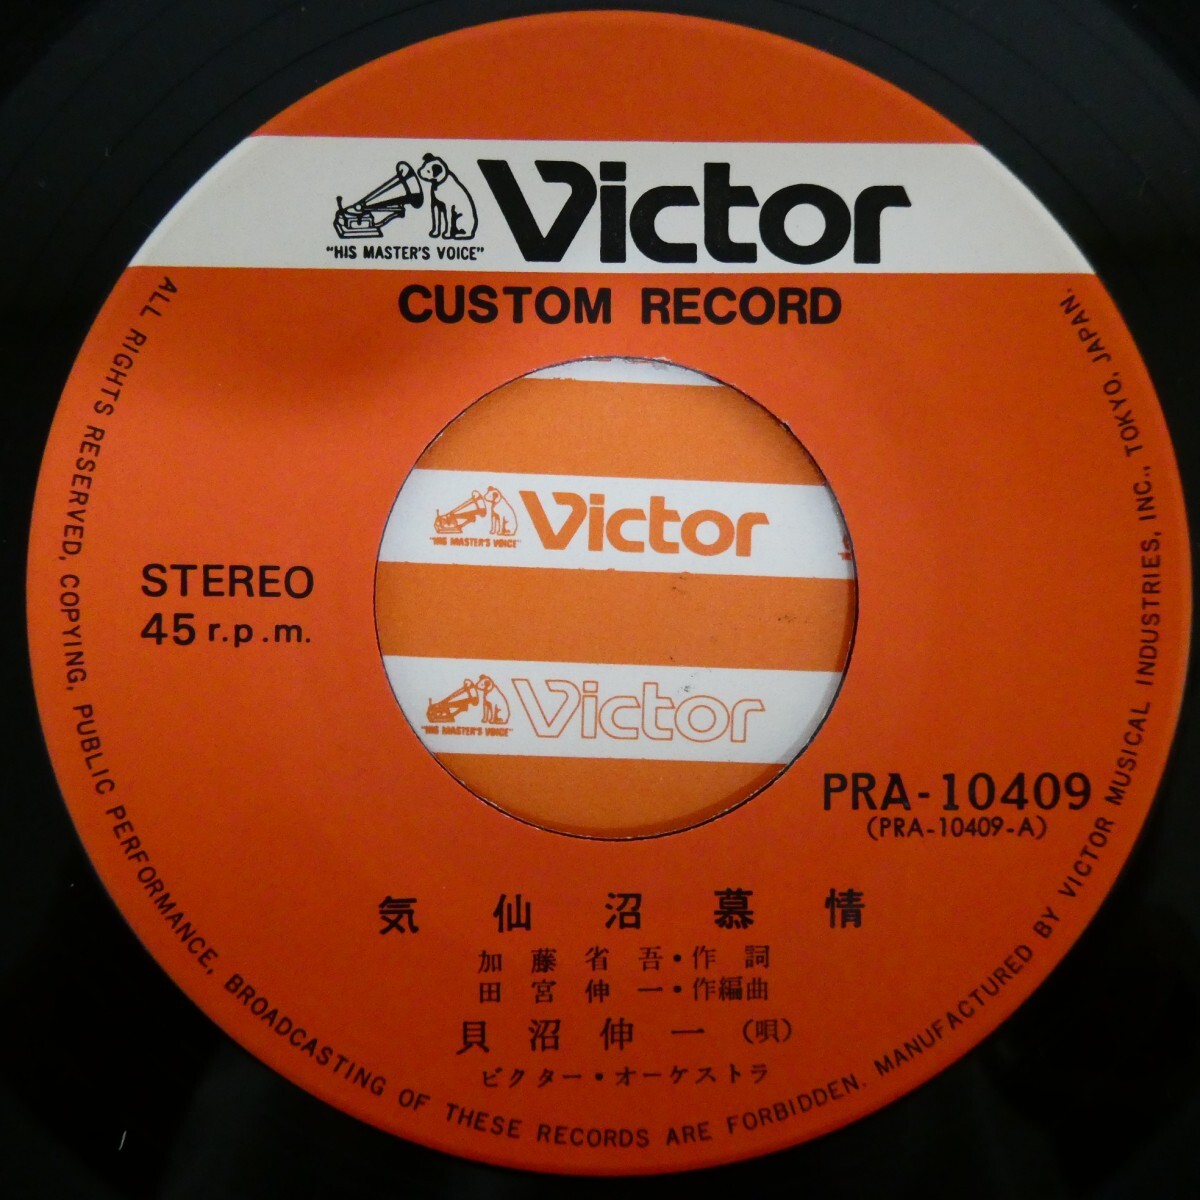 "HIS MASTER'S VOICE"
Victor
CUSTOM RECORD
"HIS MASTER'S VOICE"
Victor
"HIS MASTER'S VOICE"
Victor
STEREO
45 r.p.m.
PRA-10409
(PRA-10409-A)
気仙沼慕情
加藤省吾・作詞
田宮伸一・作編曲
貝沼伸一(唄)
ビクター・オーケストラ
ALL RIGHTS RESERVED, COPYING, PUBLIC PERFORMANCE, BROADCASTING OF THESE RECORDS ARE FORBIDDEN. MANUFACTURED BY VICTOR MUSICAL INDUSTRIES, INC., TOKYO, JAPAN.